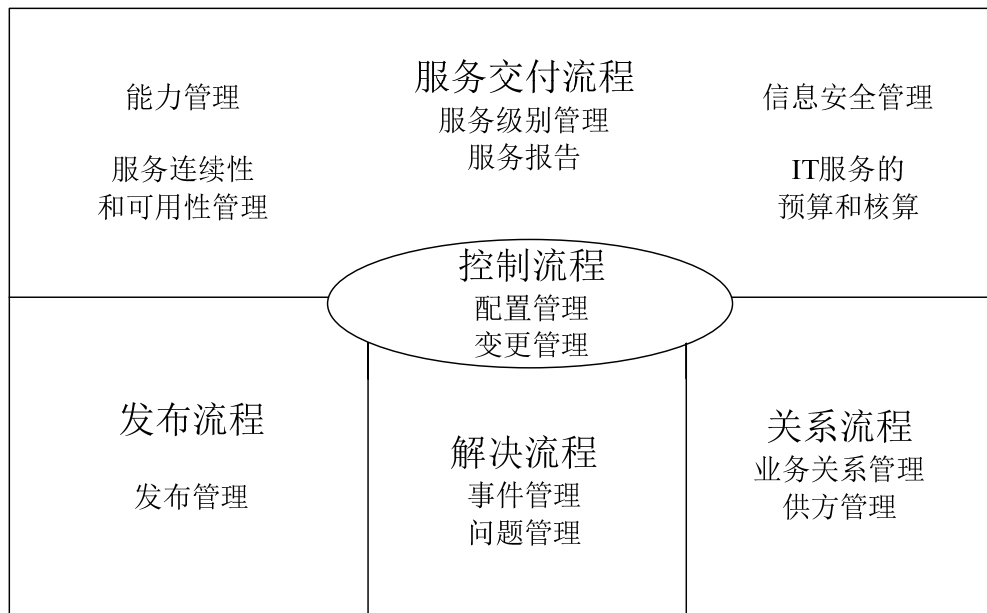 服务交付流程
能力管理
服务级别管理
信息安全管理
服务报告
服务连续性
和可用性管理
IT服务的
预算和核算
控制流程
配置管理
变更管理
发布流程
发布管理
解决流程
事件管理
问题管理
关系流程
业务关系管理
供方管理